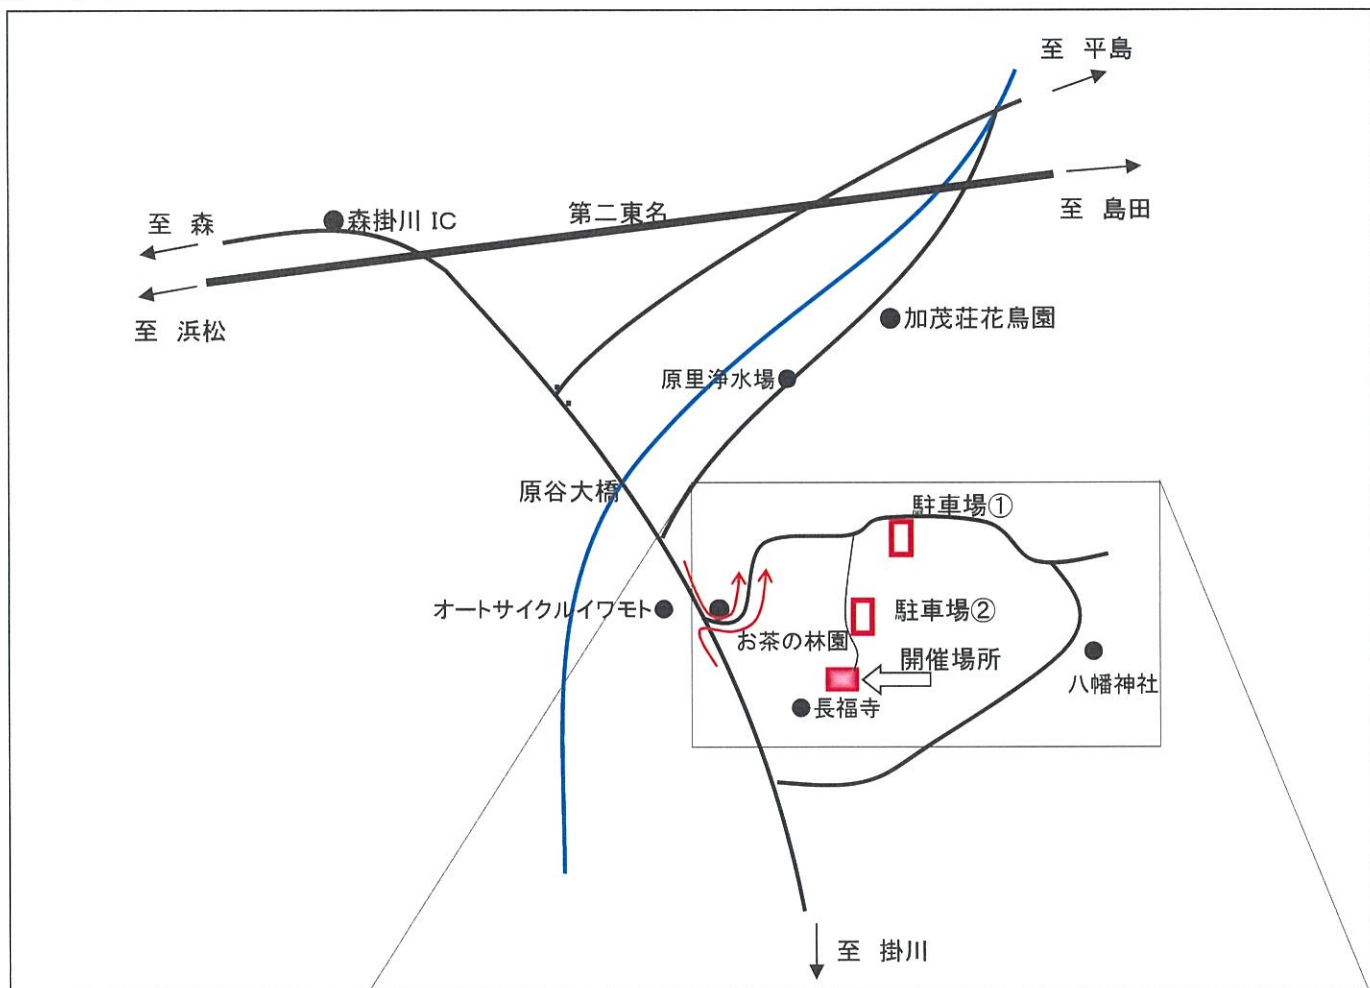 至 平島
至 森
森掛川 IC
第二東名
至 島田
至 浜松
加茂荘花鳥園
原里浄水場
原谷大橋
駐車場①
オートサイクルイワモト
お茶の林園
駐車場②
開催場所
八幡神社
長福寺
至 掛川